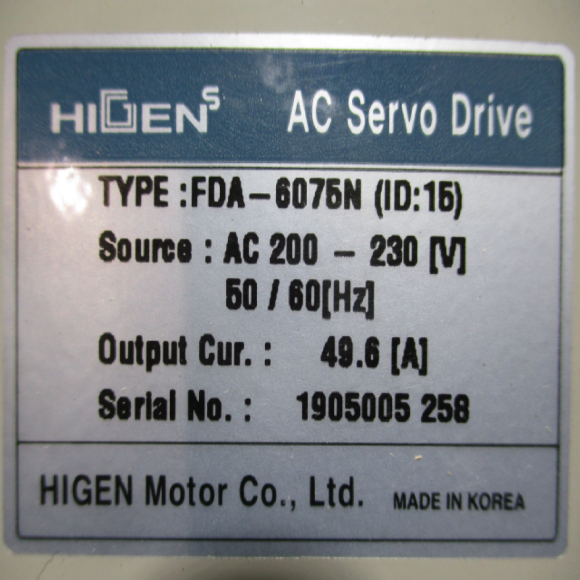 HIGEN S AC Servo Drive
TYPE : FDA-6075N (ID:15)
Source : AC 200 - 230 [V]
50 / 60[Hz]
Output Cur. : 49.6 [A]
Serial No. : 1905005 258
HIGEN Motor Co., Ltd. MADE IN KOREA